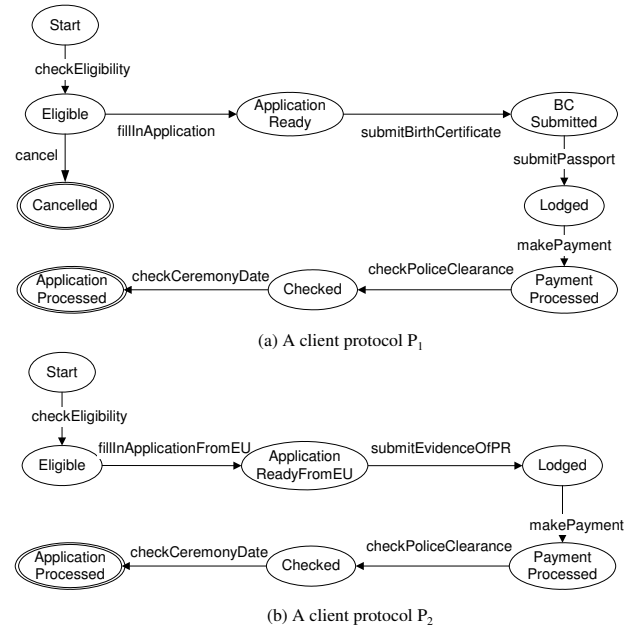 Start
checkEligibility
Eligible
fillInApplication
Application
Ready
submitBirthCertificate
BC
Submitted
cancel
submitPassport
Cancelled
Lodged
makePayment
Application
Processed
checkCeremonyDate
Checked
checkPoliceClearance
Payment
Processed
(a) A client protocol P1
Start
checkEligibility
Eligible
fillInApplicationFromEU
Application
ReadyFromEU
submitEvidenceOfPR
Lodged
makePayment
Application
Processed
checkCeremonyDate
Checked
checkPoliceClearance
Payment
Processed
(b) A client protocol P2